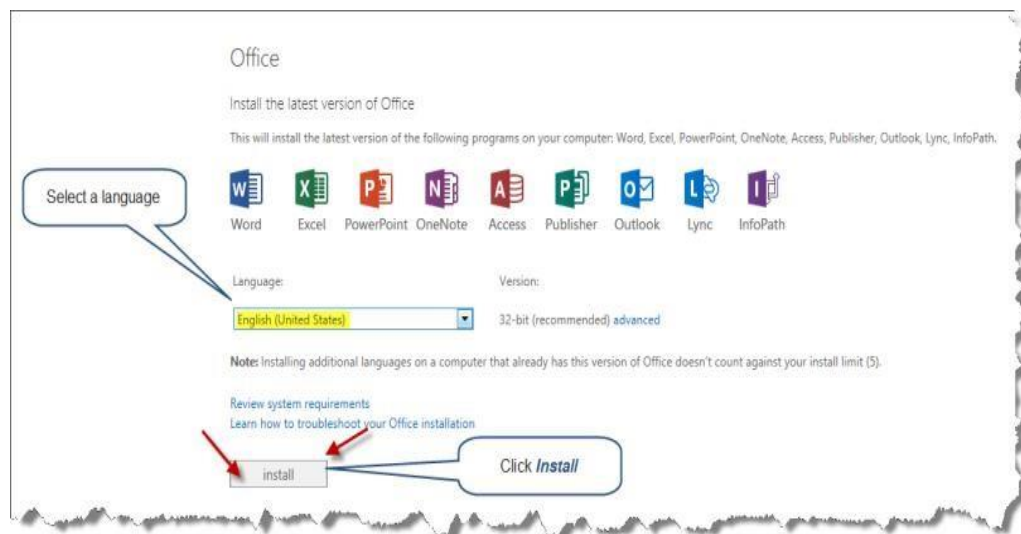 Office
Install the latest version of Office
This will install the latest version of the following programs on your computer: Word, Excel, PowerPoint, OneNote, Access, Publisher, Outlook, Lync, InfoPath.
Select a language
W X P N A P O L I
Word Excel PowerPoint OneNote Access Publisher Outlook Lync InfoPath
Language: Version:
English (United States) 32-bit (recommended) advanced
Note: Installing additional languages on a computer that already has this version of Office doesn't count against your install limit (5).
Review system requirements
Learn how to troubleshoot your Office installation
install
Click Install